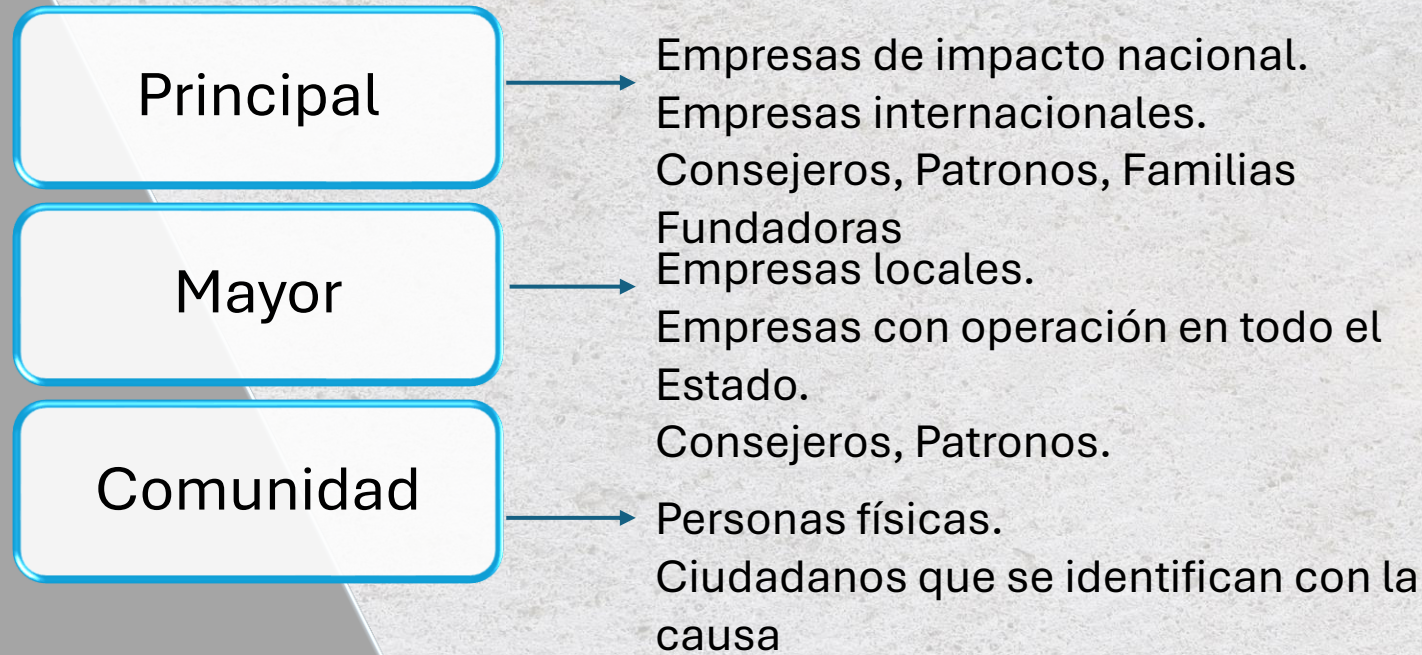 Principal
Empresas de impacto nacional.
Empresas internacionales.
Consejeros, Patronos, Familias
Fundadoras
Mayor
Empresas locales.
Empresas con operación en todo el
Estado.
Consejeros, Patronos.
Comunidad
Personas físicas.
Ciudadanos que se identifican con la
causa